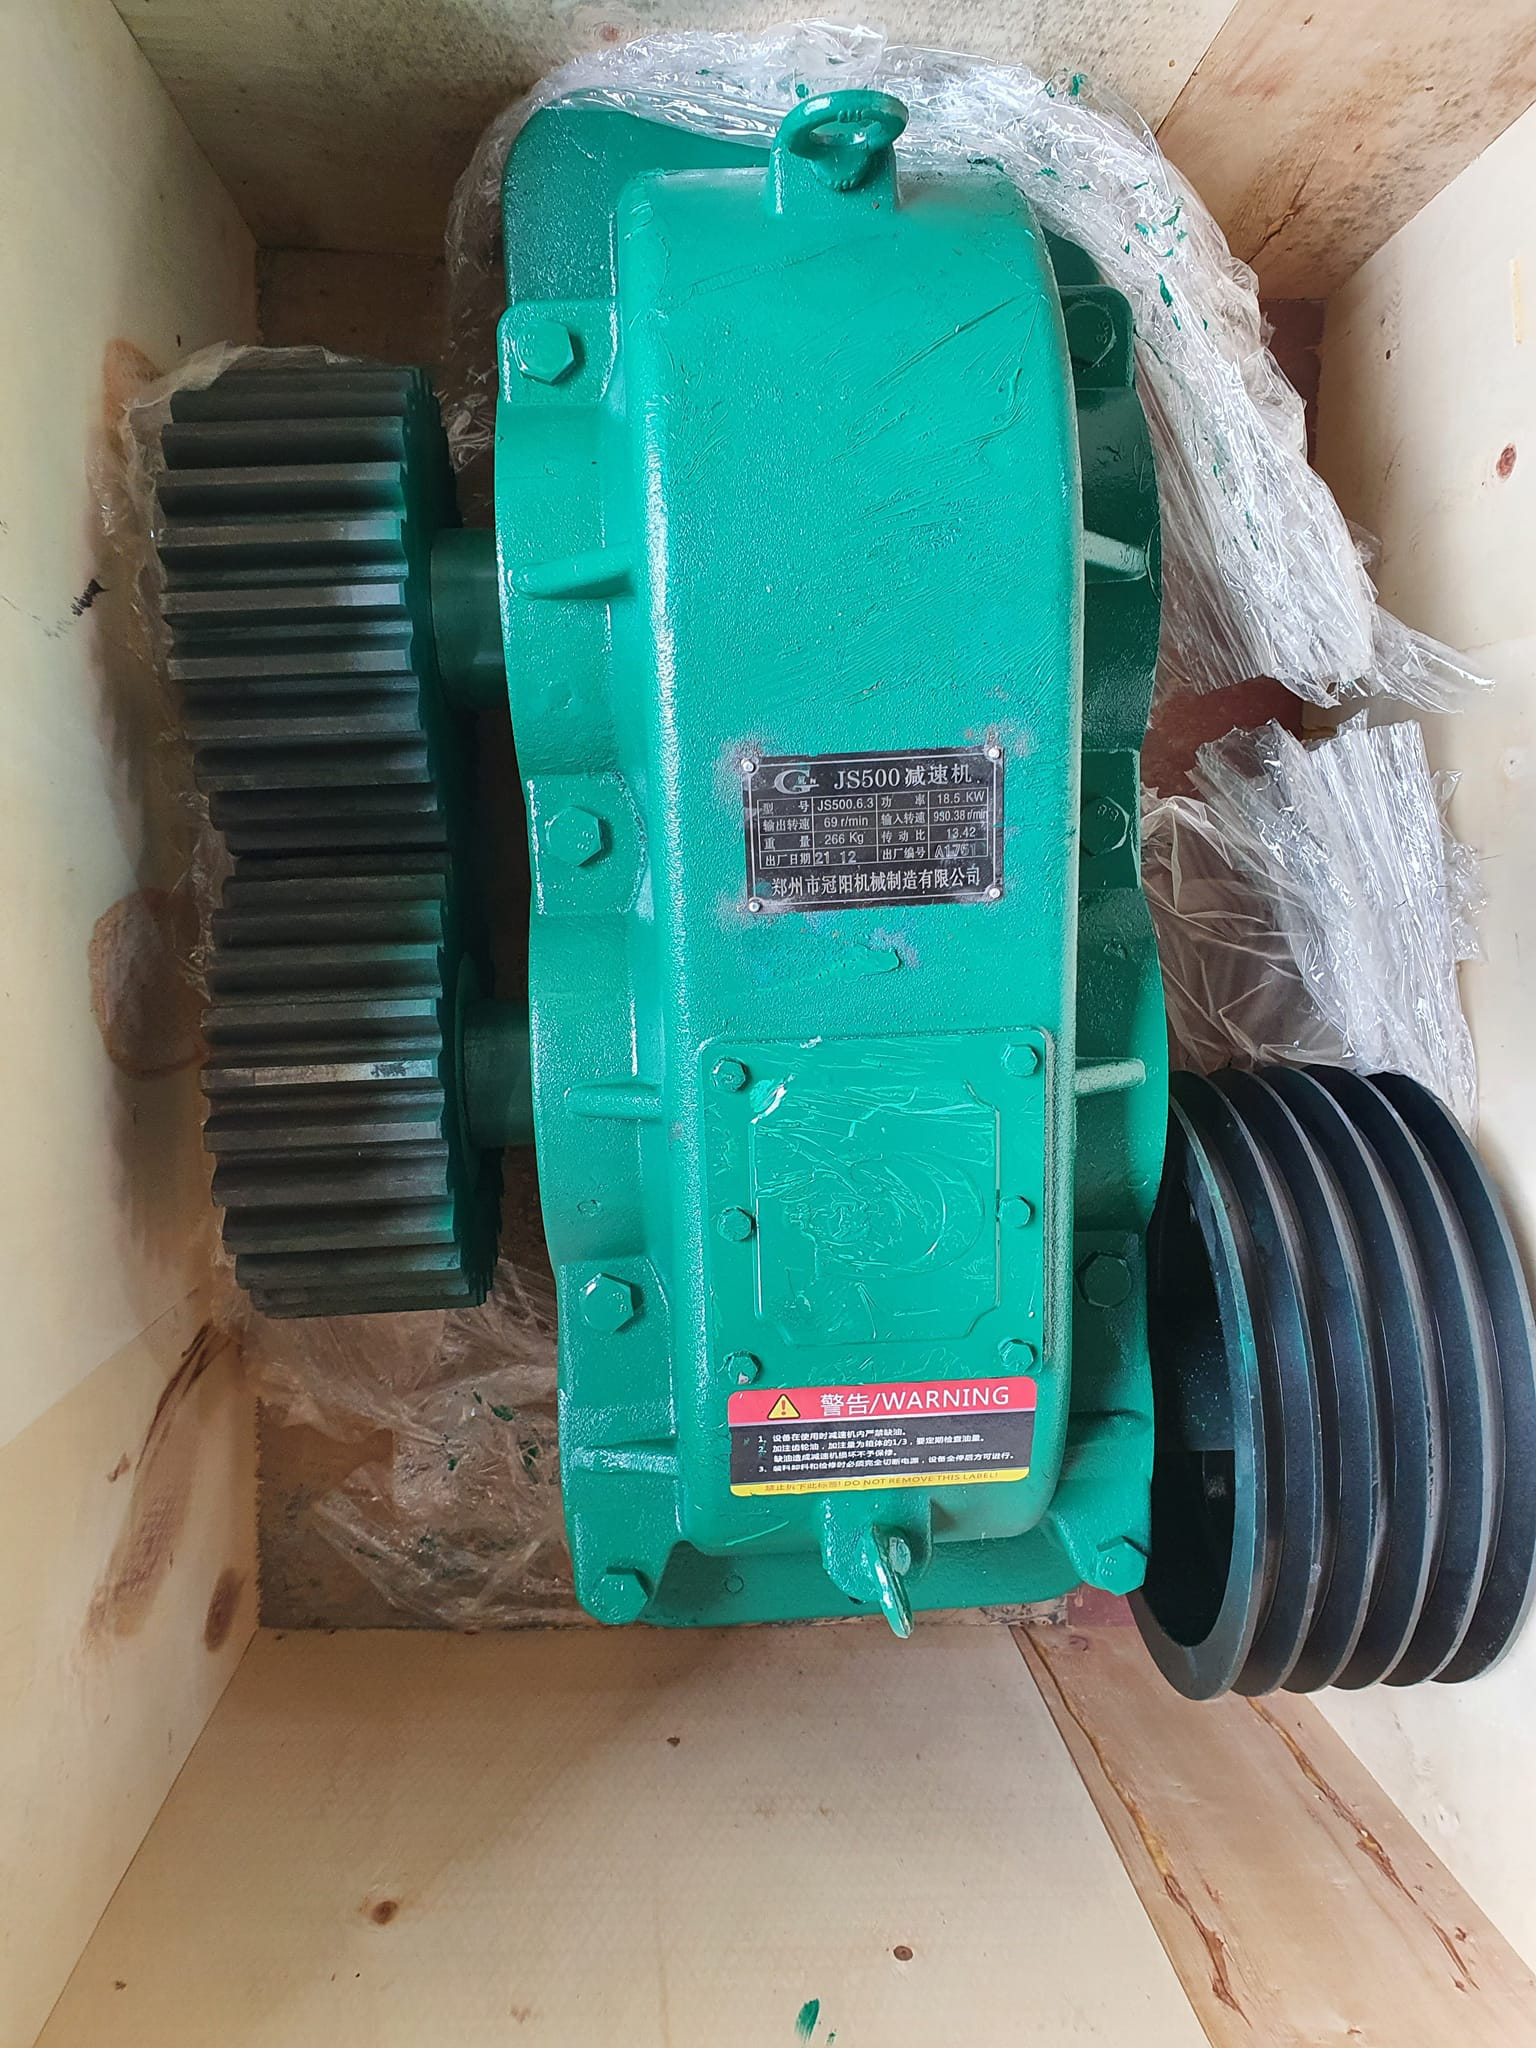 JS500减速机
型 号 JS500.6.3 功 率 18.5 KW
输出转速 69 r/min 输入转速 930.38 r/min
重 量 266 Kg 传 动 比 13.42
出厂日期 21 12 出厂编号 A1751
郑州市冠阳机械制造有限公司
警告/WARNING
1、设备在使用时减速机内严禁缺油。
2、加注齿轮油，加注量为箱体的1/3，要定期检查油量。
缺油造成减速机损坏不予保修。
3、装料卸料和检修时必须完全切断电源，设备全停后方可进行。
禁止拆下此标签! DO NOT REMOVE THIS LABEL!
8.8